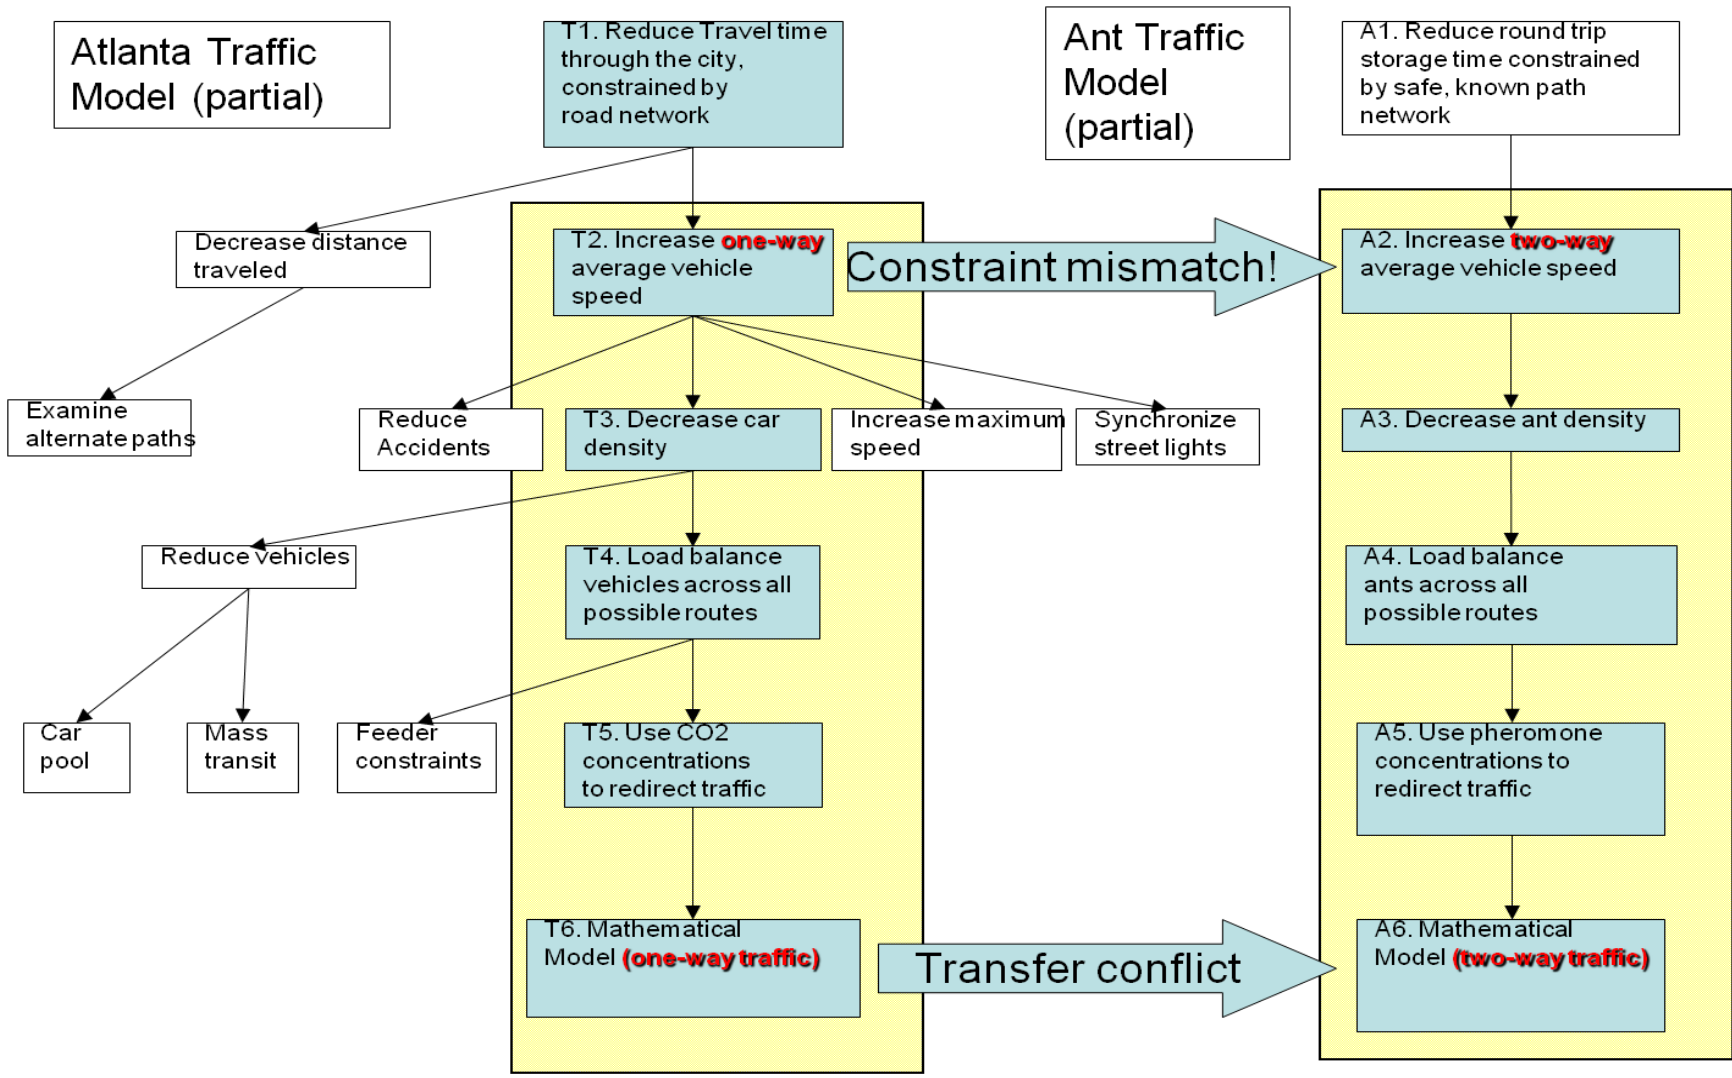 Atlanta Traffic
Model (partial)
T1. Reduce Travel time
through the city,
constrained by
road network
Ant Traffic
Model
(partial)
A1. Reduce round trip
storage time constrained
by safe, known path
network
Decrease distance
traveled
T2. Increase one-way
average vehicle
speed
Constraint mismatch!
A2. Increase two-way
average vehicle speed
Examine
alternate paths
Reduce
Accidents
T3. Decrease car
density
Increase maximum
speed
Synchronize
street lights
A3. Decrease ant density
Reduce vehicles
T4. Load balance
vehicles across all
possible routes
A4. Load balance
ants across all
possible routes
Car
pool
Mass
transit
Feeder
constraints
T5. Use CO2
concentrations
to redirect traffic
A5. Use pheromone
concentrations to
redirect traffic
T6. Mathematical
Model (one-way traffic)
Transfer conflict
A6. Mathematical
Model (two-way traffic)